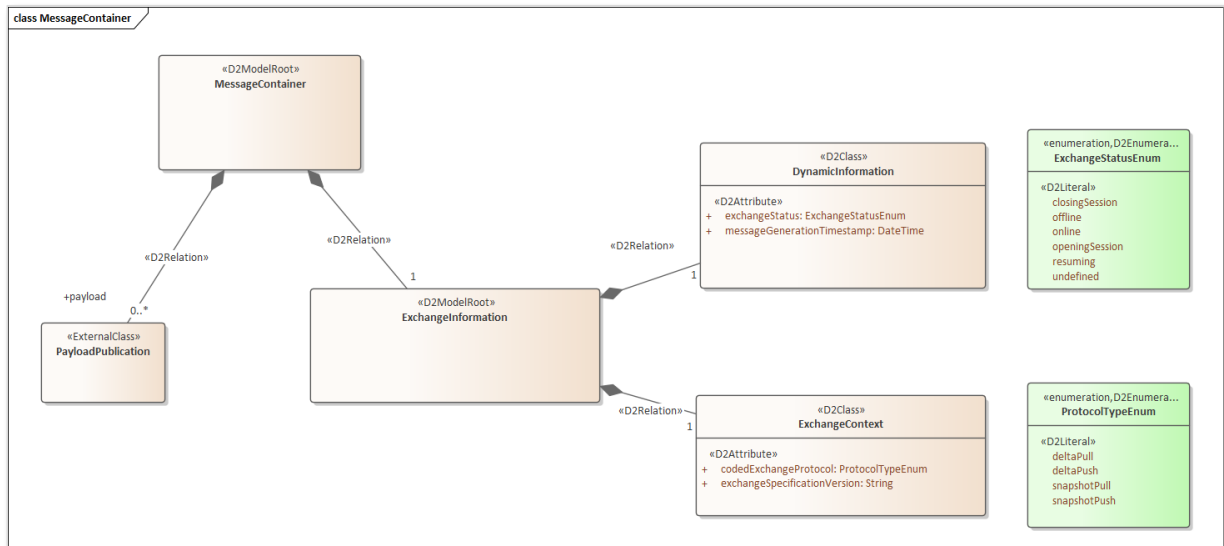 class MessageContainer
«D2ModelRoot»
MessageContainer
«D2Relation»
«D2Relation»
+payload
0..*
1
«ExternalClass»
PayloadPublication
«D2ModelRoot»
ExchangeInformation
«D2Relation»
1
«D2Relation»
1
«D2Class»
DynamicInformation
«D2Attribute»
+ exchangeStatus: ExchangeStatusEnum
+ messageGenerationTimestamp: DateTime
«D2Class»
ExchangeContext
«D2Attribute»
+ codedExchangeProtocol: ProtocolTypeEnum
+ exchangeSpecificationVersion: String
«enumeration,D2Enumera...
ExchangeStatusEnum
«D2Literal»
closingSession
offline
online
openingSession
resuming
undefined
«enumeration,D2Enumera...
ProtocolTypeEnum
«D2Literal»
deltaPull
deltaPush
snapshotPull
snapshotPush